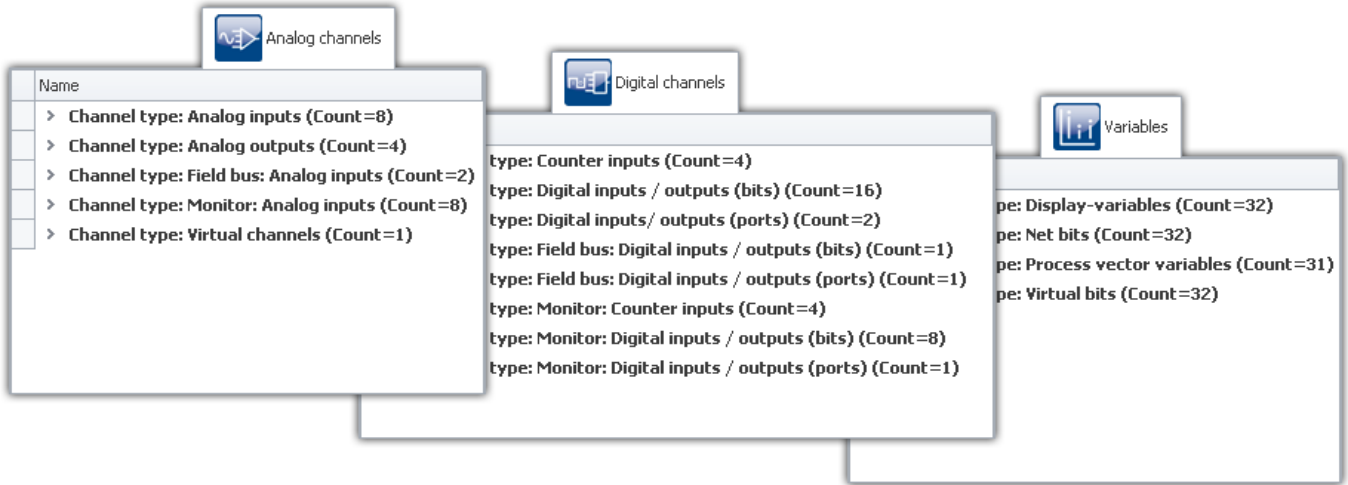 Analog channels
Name
Channel type: Analog inputs (Count=8)
Channel type: Analog outputs (Count=4)
Channel type: Field bus: Analog inputs (Count=2)
Channel type: Monitor: Analog inputs (Count=8)
Channel type: Virtual channels (Count=1)
Digital channels
type: Counter inputs (Count=4)
type: Digital inputs / outputs (bits) (Count=16)
type: Digital inputs/ outputs (ports) (Count=2)
type: Field bus: Digital inputs / outputs (bits) (Count=1)
type: Field bus: Digital inputs / outputs (ports) (Count=1)
type: Monitor: Counter inputs (Count=4)
type: Monitor: Digital inputs / outputs (bits) (Count=8)
type: Monitor: Digital inputs / outputs (ports) (Count=1)
Variables
pe: Display-variables (Count=32)
pe: Net bits (Count=32)
pe: Process vector variables (Count=31)
pe: Virtual bits (Count=32)